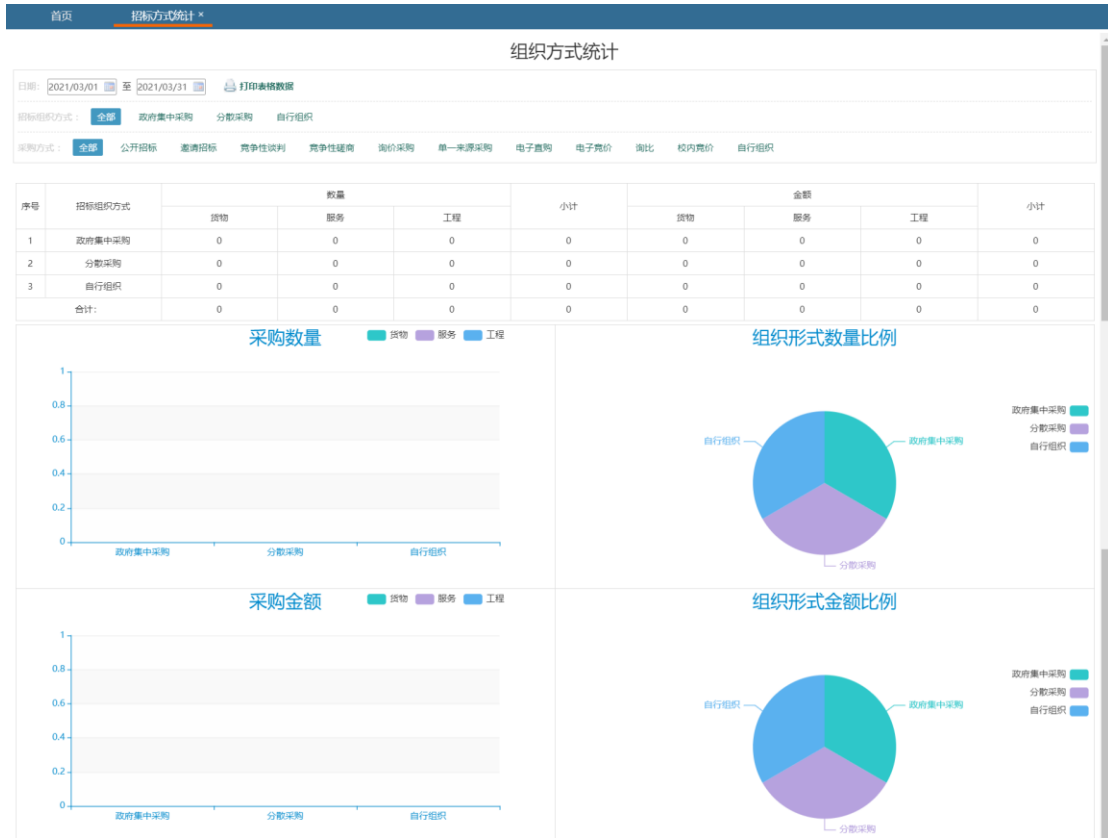 首页 招标方式统计 ×
组织方式统计
日期: 2021/03/01 至 2021/03/31 打印表格数据
招标组织方式： 全部 政府集中采购 分散采购 自行组织
采购方式： 全部 公开招标 邀请招标 竞争性谈判 竞争性磋商 询价采购 单一来源采购 电子直购 电子竞价 询比 校内竞价 自行组织
序号 招标组织方式 数量 小计 金额 小计
货物 服务 工程 货物 服务 工程
1 政府集中采购 0 0 0 0 0 0 0 0
2 分散采购 0 0 0 0 0 0 0 0
3 自行组织 0 0 0 0 0 0 0 0
合计: 0 0 0 0 0 0 0 0
采购数量 货物 服务 工程
1
0.8
0.6
0.4
0.2
0
政府集中采购 分散采购 自行组织
组织形式数量比例
政府集中采购
分散采购
自行组织
自行组织 政府集中采购
分散采购
采购金额 货物 服务 工程
1
0.8
0.6
0.4
0.2
0
政府集中采购 分散采购 自行组织
组织形式金额比例
政府集中采购
分散采购
自行组织
自行组织 政府集中采购
分散采购